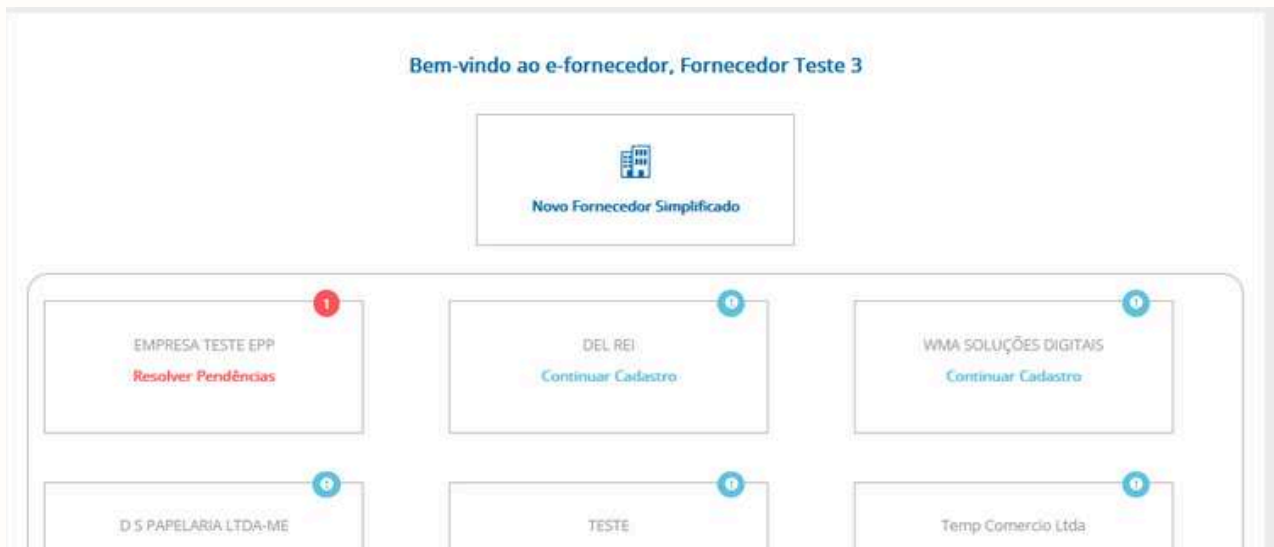 Bem-vindo ao e-fornecedor, Fornecedor Teste 3
Novo Fornecedor Simplificado
1
EMPRESA TESTE EPP
Resolver Pendências
!
DEL REI
Continuar Cadastro
!
WMA SOLUÇÕES DIGITAIS
Continuar Cadastro
!
D S PAPELARIA LTDA-ME
!
TESTE
!
Temp Comercio Ltda